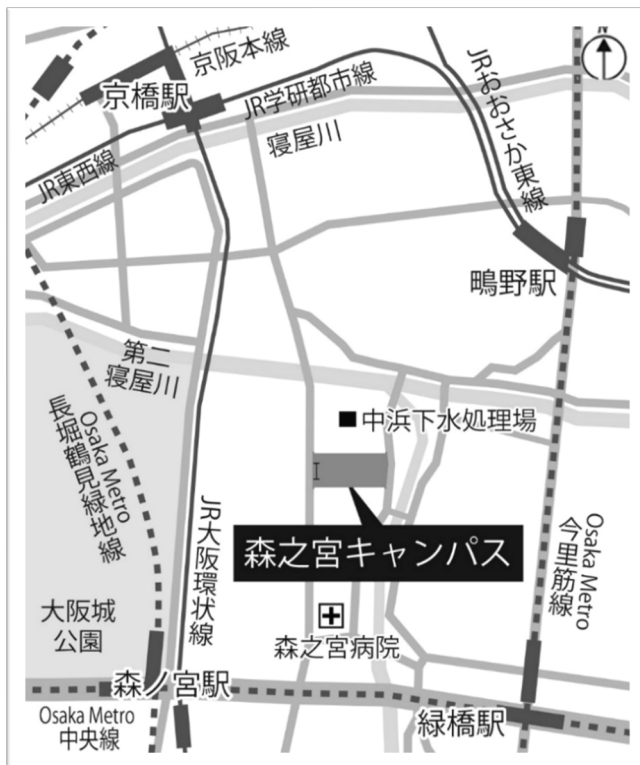 N
京阪本線
京橋駅
JR学研都市線
JRおおさか東線
寝屋川
JR東西線
鴫野駅
第二
寝屋川
Osaka Metro
長堀鶴見緑地線
中浜下水処理場
JR大阪環状線
森之宮キャンパス
Osaka Metro
今里筋線
大阪城
公園
森之宮病院
森ノ宮駅
緑橋駅
Osaka Metro
中央線